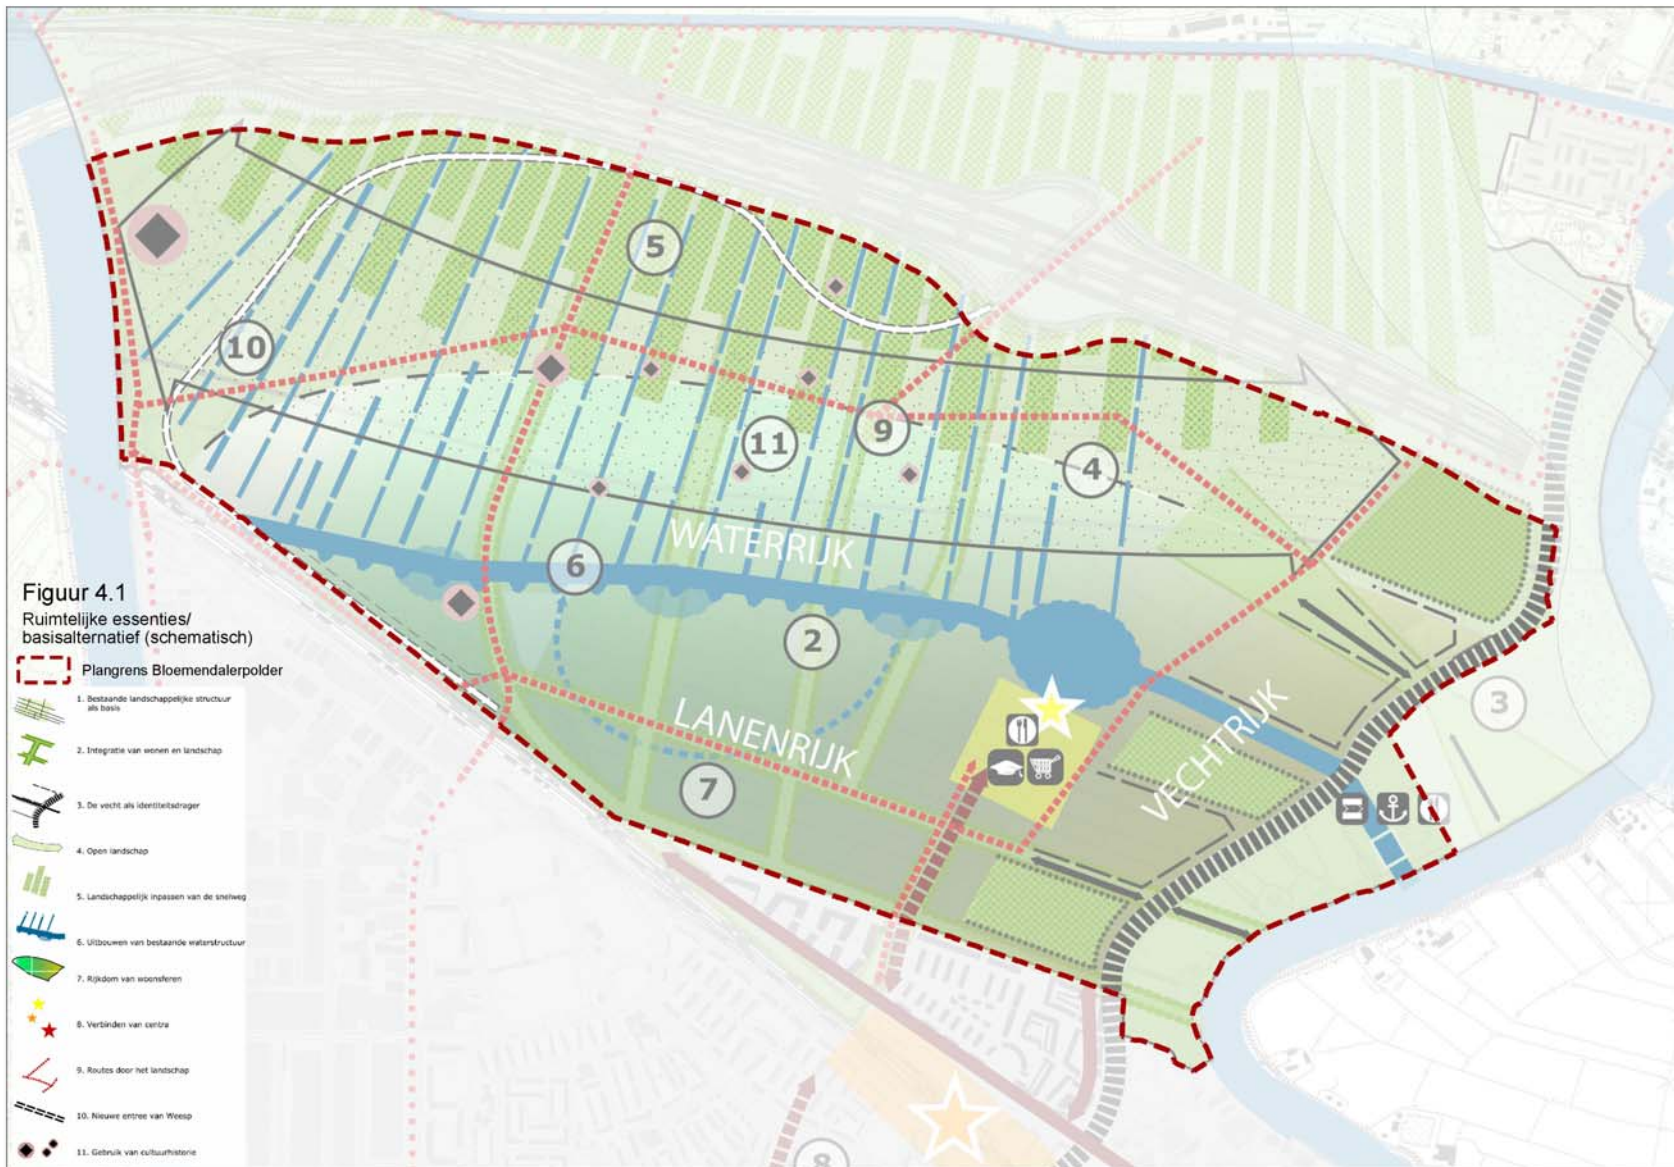 5
10
9
11
4
WATERRIJK
6
2
3
LANENRIJK
VECHTRIJK
7
8
Figuur 4.1
Ruimtelijke essenties/
basisalternatief (schematisch)
Plangrens Bloemendalerpolder
1. Bestaande landschappelijke structuur
als basis
2. Integratie van wonen en landschap
3. De vecht als identiteitsdrager
4. Open landschap
5. Landschappelijk inpassen van de snelweg
6. Uitbouwen van bestaande waterstructuur
7. Rijkdom van woonsferen
8. Verbinden van centra
9. Routes door het landschap
10. Nieuwe entree van Weesp
11. Gebruik van cultuurhistorie